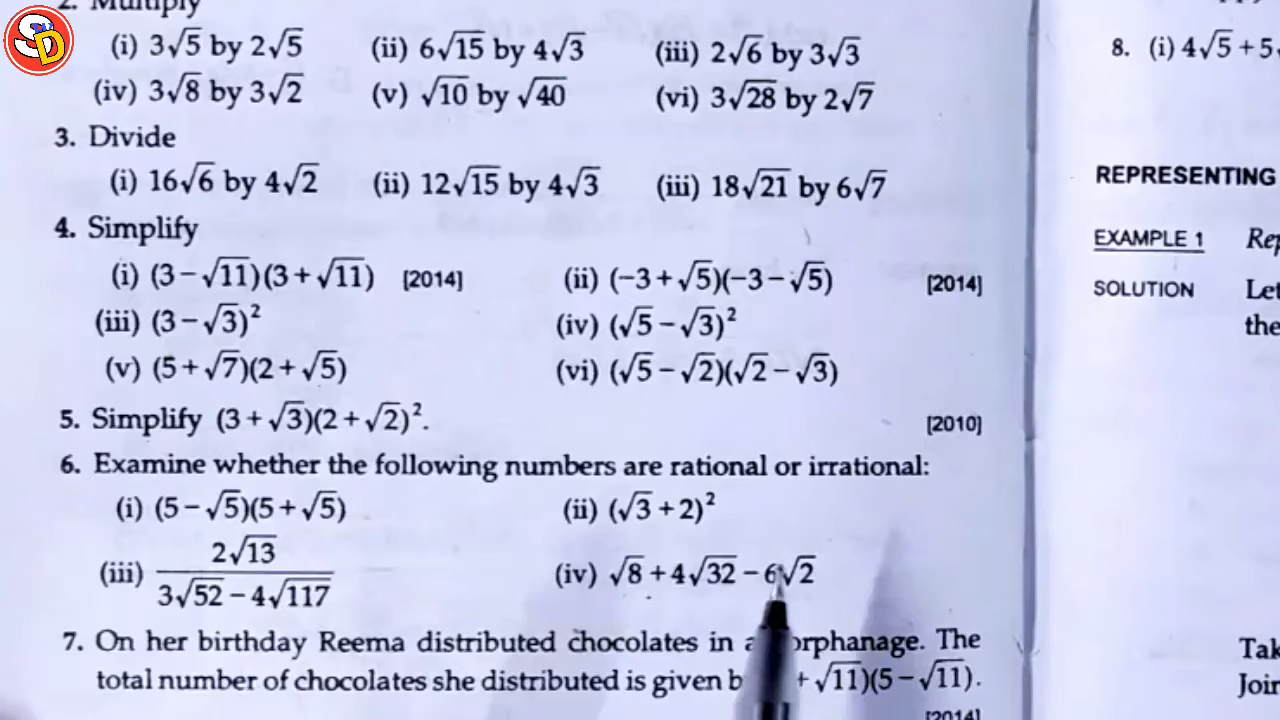 SD
2. Multiply
(i) 3√5 by 2√5 (ii) 6√15 by 4√3 (iii) 2√6 by 3√3
(iv) 3√8 by 3√2 (v) √10 by √40 (vi) 3√28 by 2√7
3. Divide
(i) 16√6 by 4√2 (ii) 12√15 by 4√3 (iii) 18√21 by 6√7
4. Simplify
(i) (3−√11)(3+√11) [2014] (ii) (−3+√5)(−3−√5) [2014]
(iii) (3−√3)² (iv) (√5−√3)²
(v) (5+√7)(2+√5) (vi) (√5−√2)(√2−√3)
5. Simplify (3+√3)(2+√2)². [2010]
6. Examine whether the following numbers are rational or irrational:
(i) (5−√5)(5+√5) (ii) (√3+2)²
(iii) 2√13 / 3√52−4√117 (iv) √8+4√32−6√2
7. On her birthday Reema distributed chocolates in orphanage. The
total number of chocolates she distributed is given +√11)(5−√11).
[2014]
8. (i) 4√5+5
REPRESENTING
EXAMPLE 1
SOLUTION Let
the